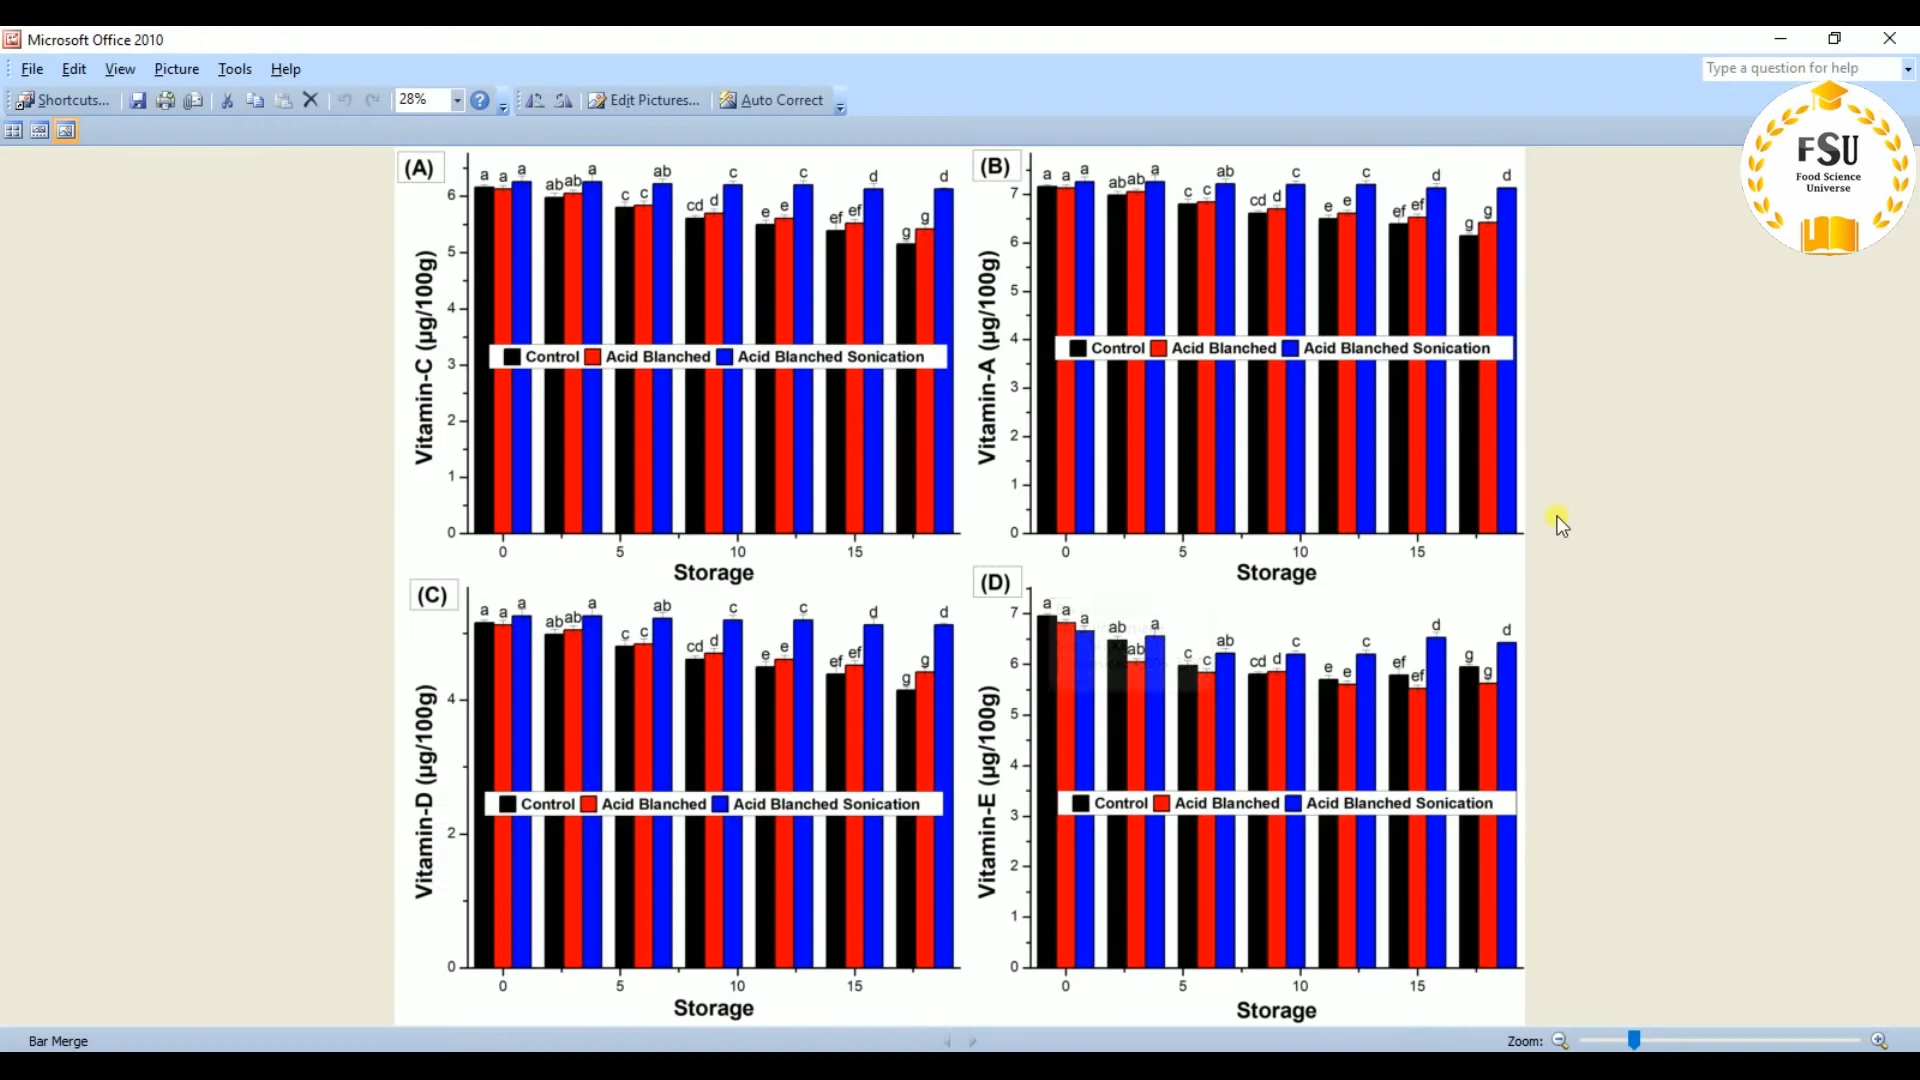 Microsoft Office 2010
File Edit View Picture Tools Help
Type a question for help
Shortcuts... 28% Edit Pictures... Auto Correct
FSU
Food Science
Universe
(A)
a a a ab ab a c c ab cd d c e e c ef ef d g g d
Vitamin-C (µg/100g)
6
5
4
3
2
1
0
Control Acid Blanched Acid Blanched Sonication
0 5 10 15
Storage
(B)
a a a ab ab a c c ab cd d c e e c ef ef d g g d
Vitamin-A (µg/100g)
7
6
5
4
3
2
1
0
Control Acid Blanched Acid Blanched Sonication
0 5 10 15
Storage
(C)
a a a ab ab a c c ab cd d c e e c ef ef d g g d
Vitamin-D (µg/100g)
4
2
0
Control Acid Blanched Acid Blanched Sonication
0 5 10 15
Storage
(D)
a a a ab ab a c c ab cd d c e e c ef ef d g g d
Vitamin-E (µg/100g)
7
6
5
4
3
2
1
0
Control Acid Blanched Acid Blanched Sonication
0 5 10 15
Storage
Bar Merge
Zoom: